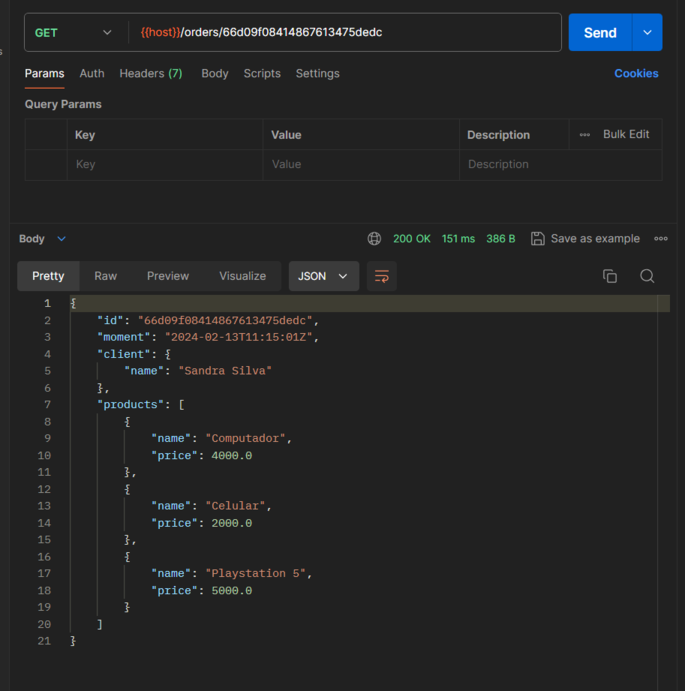 GET {{host}}/orders/66d09f08414867613475dedc Send
Params Auth Headers (7) Body Scripts Settings Cookies
Query Params
Key Value Description Bulk Edit
Key Value Description
Body 200 OK 151 ms 386 B Save as example
Pretty Raw Preview Visualize JSON
1 {
2 "id": "66d09f08414867613475dedc",
3 "moment": "2024-02-13T11:15:01Z",
4 "client": {
5 "name": "Sandra Silva"
6 },
7 "products": [
8 {
9 "name": "Computador",
10 "price": 4000.0
11 },
12 {
13 "name": "Celular",
14 "price": 2000.0
15 },
16 {
17 "name": "Playstation 5",
18 "price": 5000.0
19 }
20 ]
21 }